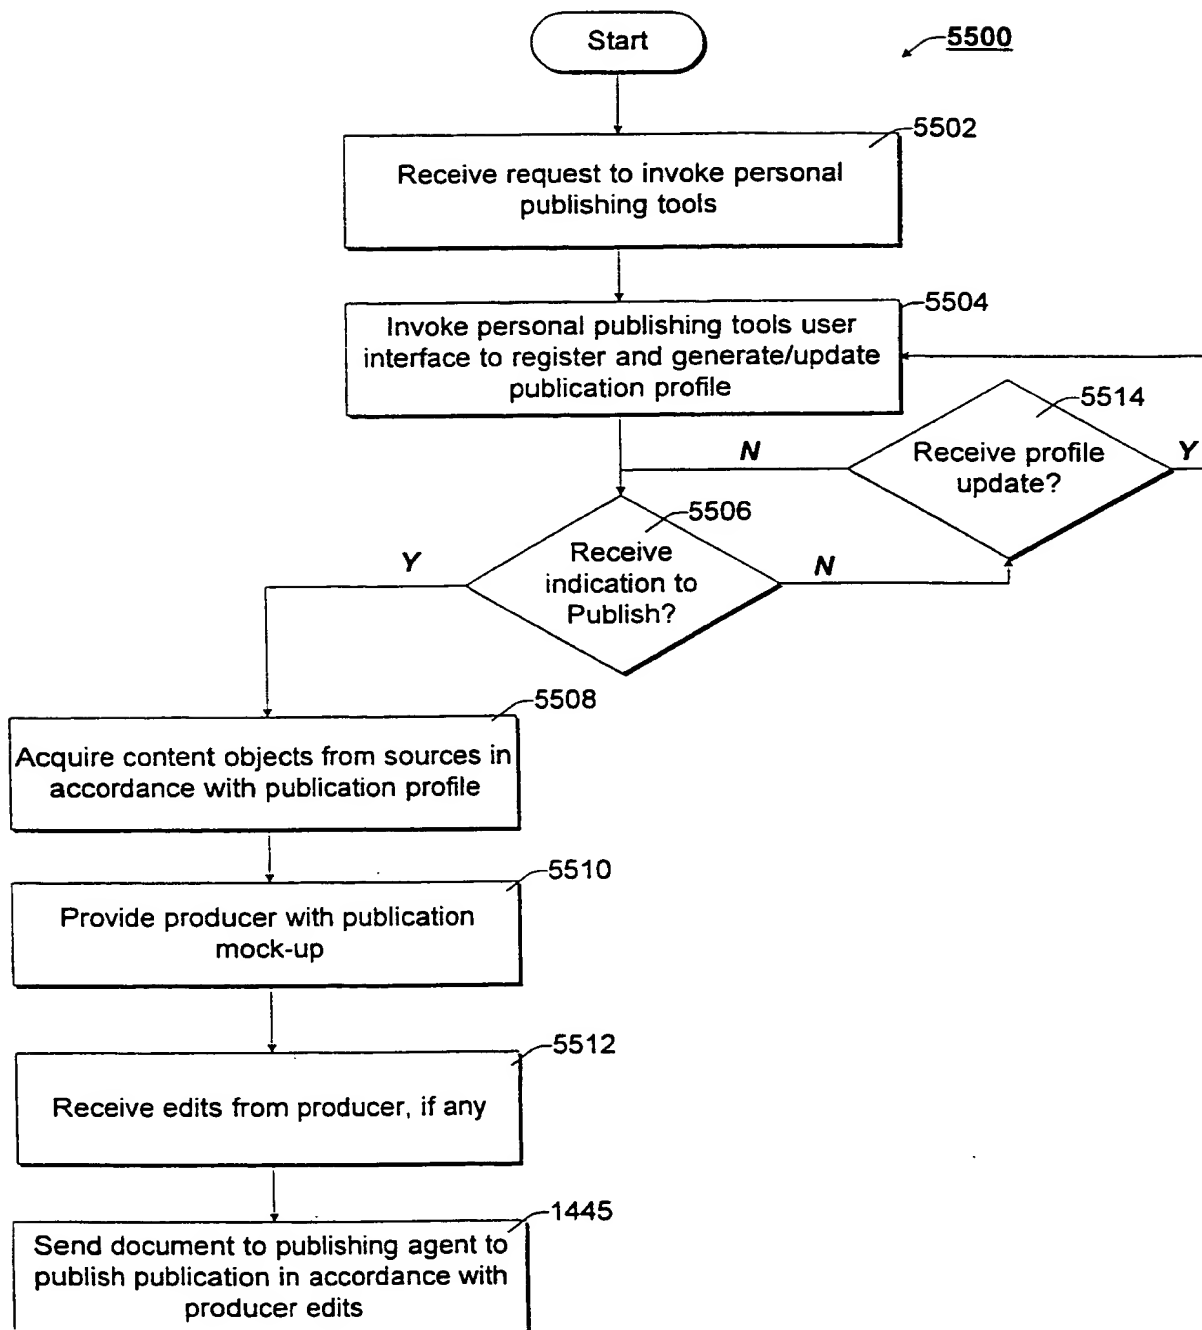 Start
5500
5502
Receive request to invoke personal
publishing tools
5504
Invoke personal publishing tools user
interface to register and generate/update
publication profile
5514
N
Receive profile
update?
Y
5506
Y
Receive
indication to
Publish?
N
5508
Acquire content objects from sources in
accordance with publication profile
5510
Provide producer with publication
mock-up
5512
Receive edits from producer, if any
1445
Send document to publishing agent to
publish publication in accordance with
producer edits